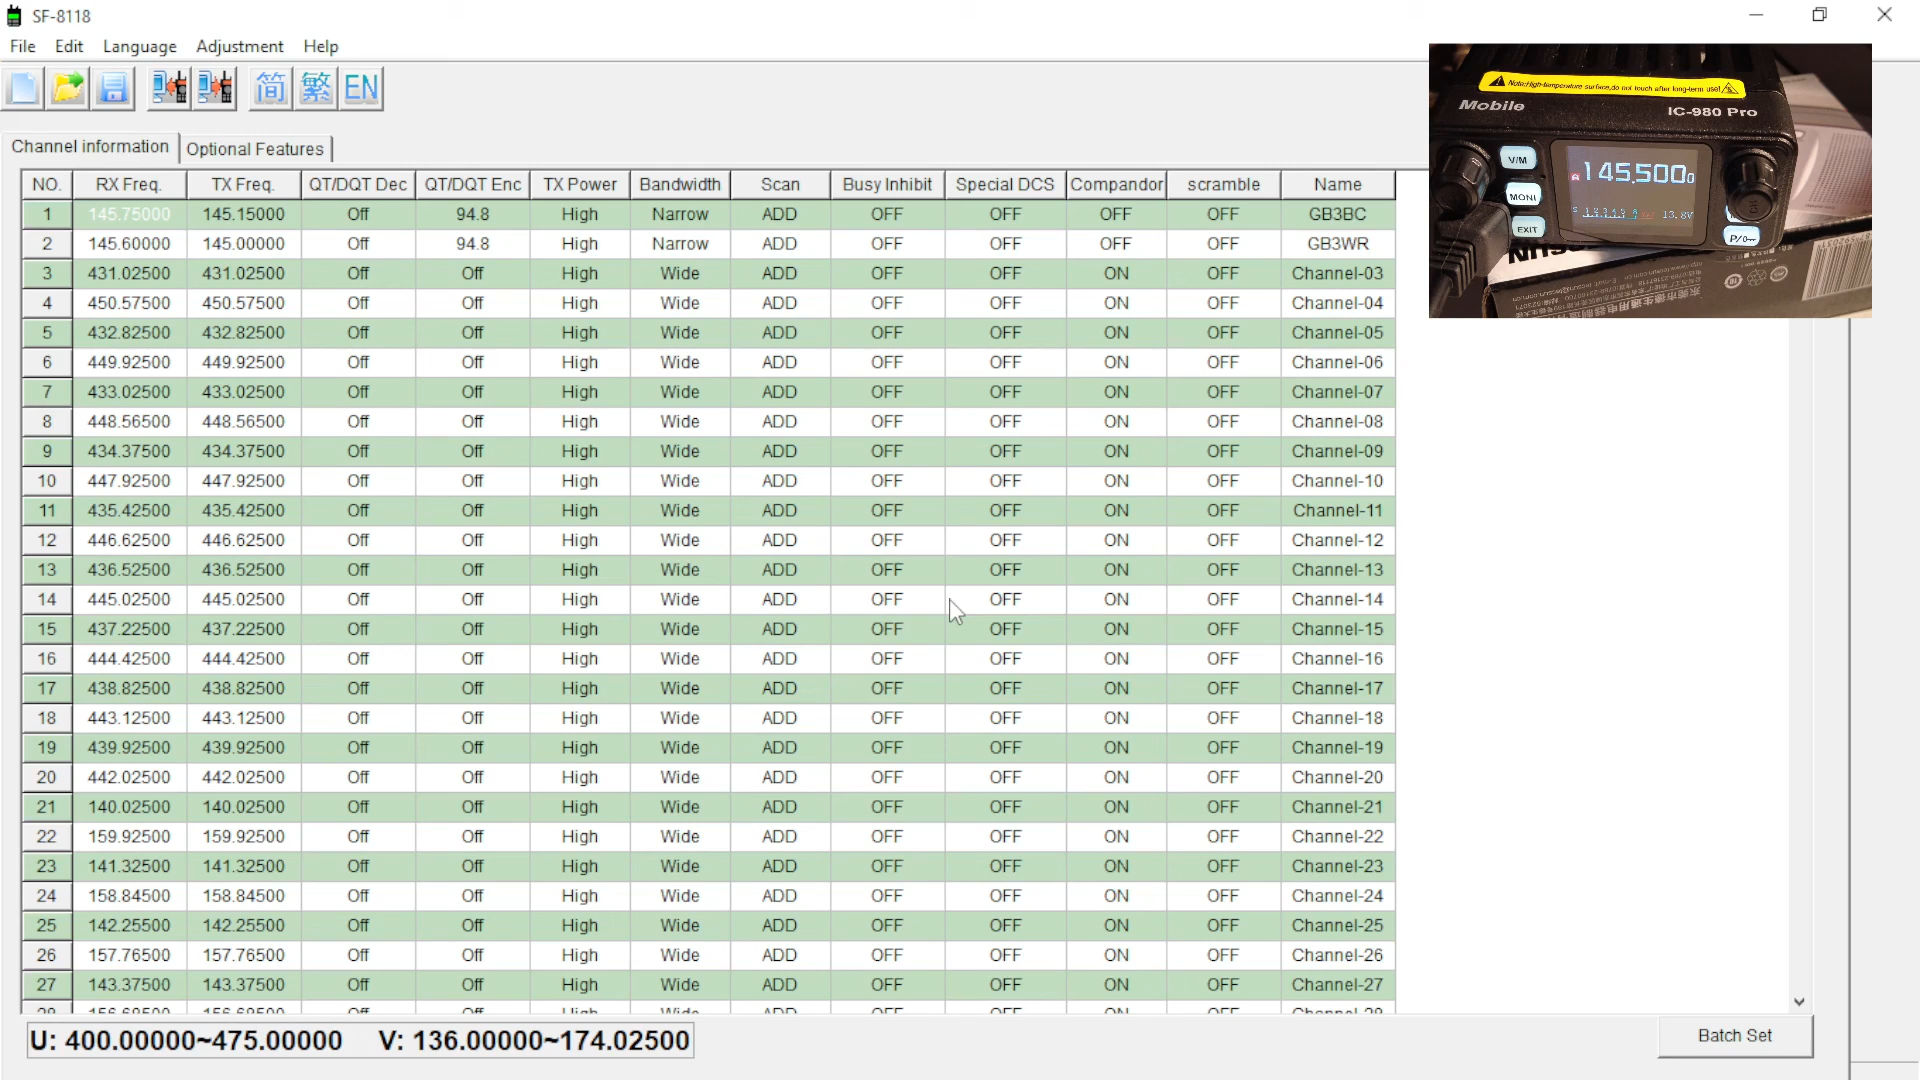 SF-8118
File Edit Language Adjustment Help
简 繁 EN
Channel information Optional Features
NO. RX Freq. TX Freq. QT/DQT Dec QT/DQT Enc TX Power Bandwidth Scan Busy Inhibit Special DCS Compandor scramble Name
1 145.75000 145.15000 Off 94.8 High Narrow ADD OFF OFF OFF OFF GB3BC
2 145.60000 145.00000 Off 94.8 High Narrow ADD OFF OFF OFF OFF GB3WR
3 431.02500 431.02500 Off Off High Wide ADD OFF OFF ON OFF Channel-03
4 450.57500 450.57500 Off Off High Wide ADD OFF OFF ON OFF Channel-04
5 432.82500 432.82500 Off Off High Wide ADD OFF OFF ON OFF Channel-05
6 449.92500 449.92500 Off Off High Wide ADD OFF OFF ON OFF Channel-06
7 433.02500 433.02500 Off Off High Wide ADD OFF OFF ON OFF Channel-07
8 448.56500 448.56500 Off Off High Wide ADD OFF OFF ON OFF Channel-08
9 434.37500 434.37500 Off Off High Wide ADD OFF OFF ON OFF Channel-09
10 447.92500 447.92500 Off Off High Wide ADD OFF OFF ON OFF Channel-10
11 435.42500 435.42500 Off Off High Wide ADD OFF OFF ON OFF Channel-11
12 446.62500 446.62500 Off Off High Wide ADD OFF OFF ON OFF Channel-12
13 436.52500 436.52500 Off Off High Wide ADD OFF OFF ON OFF Channel-13
14 445.02500 445.02500 Off Off High Wide ADD OFF OFF ON OFF Channel-14
15 437.22500 437.22500 Off Off High Wide ADD OFF OFF ON OFF Channel-15
16 444.42500 444.42500 Off Off High Wide ADD OFF OFF ON OFF Channel-16
17 438.82500 438.82500 Off Off High Wide ADD OFF OFF ON OFF Channel-17
18 443.12500 443.12500 Off Off High Wide ADD OFF OFF ON OFF Channel-18
19 439.92500 439.92500 Off Off High Wide ADD OFF OFF ON OFF Channel-19
20 442.02500 442.02500 Off Off High Wide ADD OFF OFF ON OFF Channel-20
21 140.02500 140.02500 Off Off High Wide ADD OFF OFF ON OFF Channel-21
22 159.92500 159.92500 Off Off High Wide ADD OFF OFF ON OFF Channel-22
23 141.32500 141.32500 Off Off High Wide ADD OFF OFF ON OFF Channel-23
24 158.84500 158.84500 Off Off High Wide ADD OFF OFF ON OFF Channel-24
25 142.25500 142.25500 Off Off High Wide ADD OFF OFF ON OFF Channel-25
26 157.76500 157.76500 Off Off High Wide ADD OFF OFF ON OFF Channel-26
27 143.37500 143.37500 Off Off High Wide ADD OFF OFF ON OFF Channel-27
U: 400.00000~475.00000 V: 136.00000~174.02500
Batch Set
Note:High-temperature surface,do not touch after long-term use!
Mobile IC-980 Pro
V/M
MONI
EXIT
145.5000
13.8V